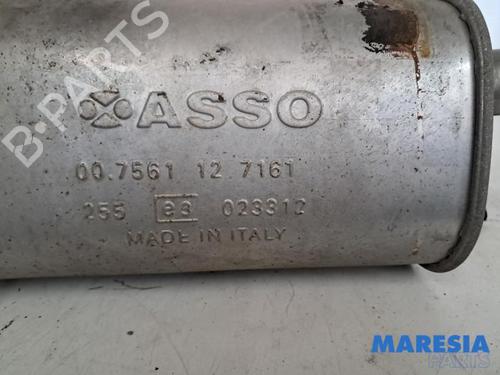 ASSO
00.7561 12 7161
255 e3 023312
MADE IN ITALY
B-PARTS
MARESIA
PARTS